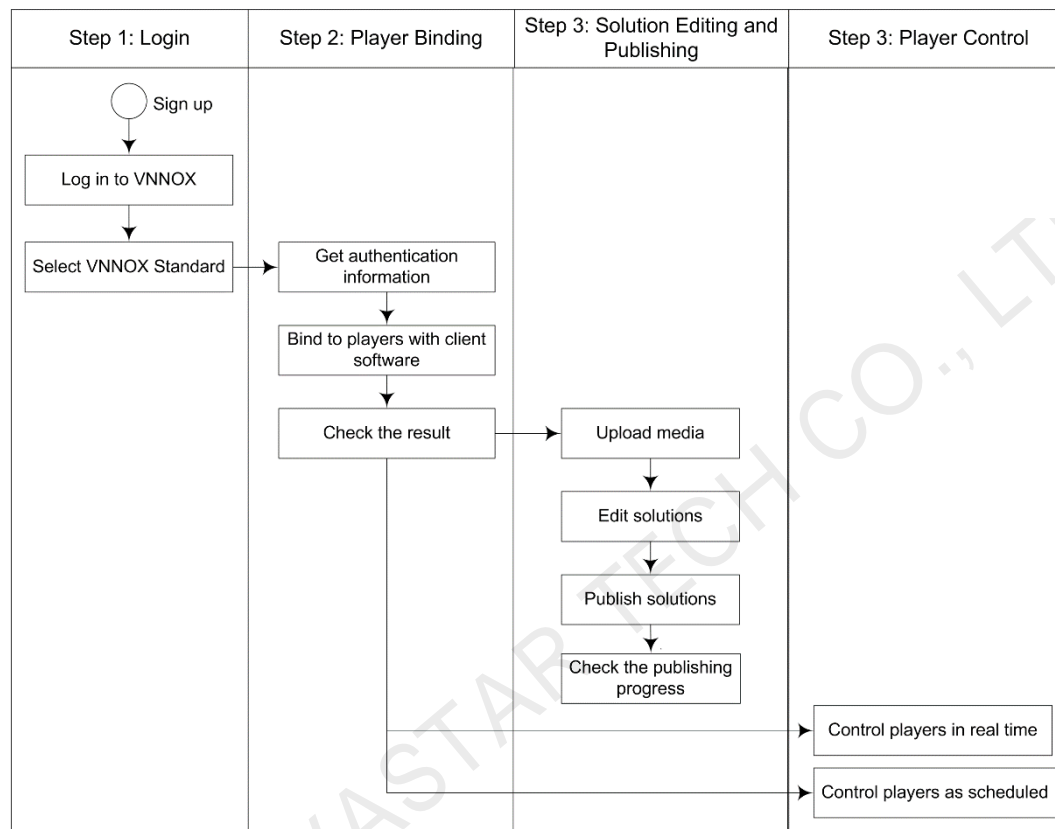 Step 1: Login
Step 2: Player Binding
Step 3: Solution Editing and
Publishing
Step 3: Player Control
Sign up
Log in to VNNOX
Select VNNOX Standard
Get authentication
information
Bind to players with client
software
Check the result
Upload media
Edit solutions
Publish solutions
Check the publishing
progress
Control players in real time
Control players as scheduled
TECH CO.,